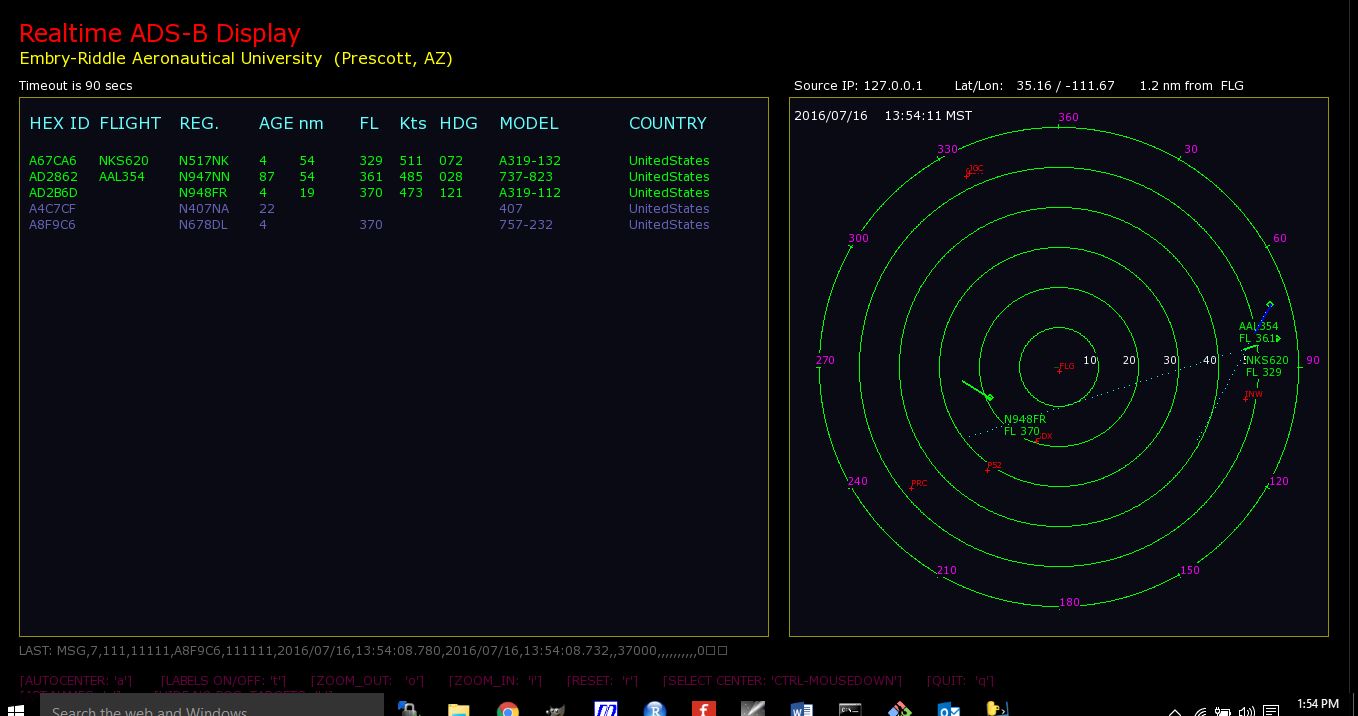 Realtime ADS-B Display
Embry-Riddle Aeronautical University (Prescott, AZ)
Timeout is 90 secs
HEX ID FLIGHT REG. AGE nm FL Kts HDG MODEL COUNTRY
A67CA6 NKS620 N517NK 4 54 329 511 072 A319-132 UnitedStates
AD2862 AAL354 N947NN 87 54 361 485 028 737-823 UnitedStates
AD2B6D N948FR 4 19 370 473 121 A319-112 UnitedStates
A4C7CF N407NA 22 407 UnitedStates
A8F9C6 N678DL 4 370 757-232 UnitedStates
Source IP: 127.0.0.1 Lat/Lon: 35.16 / -111.67 1.2 nm from FLG
2016/07/16 13:54:11 MST
360
330 30
JGC
300 60
AAL354
FL 361
270 FLG 10 20 30 40 NKS620 90
FL 329
INW
N948FR
FL 370
P52
PRC
240 120
210 150
180
LAST: MSG,7,111,11111,A8F9C6,111111,2016/07/16,13:54:08.780,2016/07/16,13:54:08.732,,37000,,,,,,,,,,0
[AUTOCENTER: 'a'] [LABELS ON/OFF: 't'] [ZOOM_OUT: 'o'] [ZOOM_IN: 'i'] [RESET: 'r'] [SELECT CENTER: 'CTRL-MOUSEDOWN'] [QUIT: 'q']
Search the web and Windows
1:54 PM